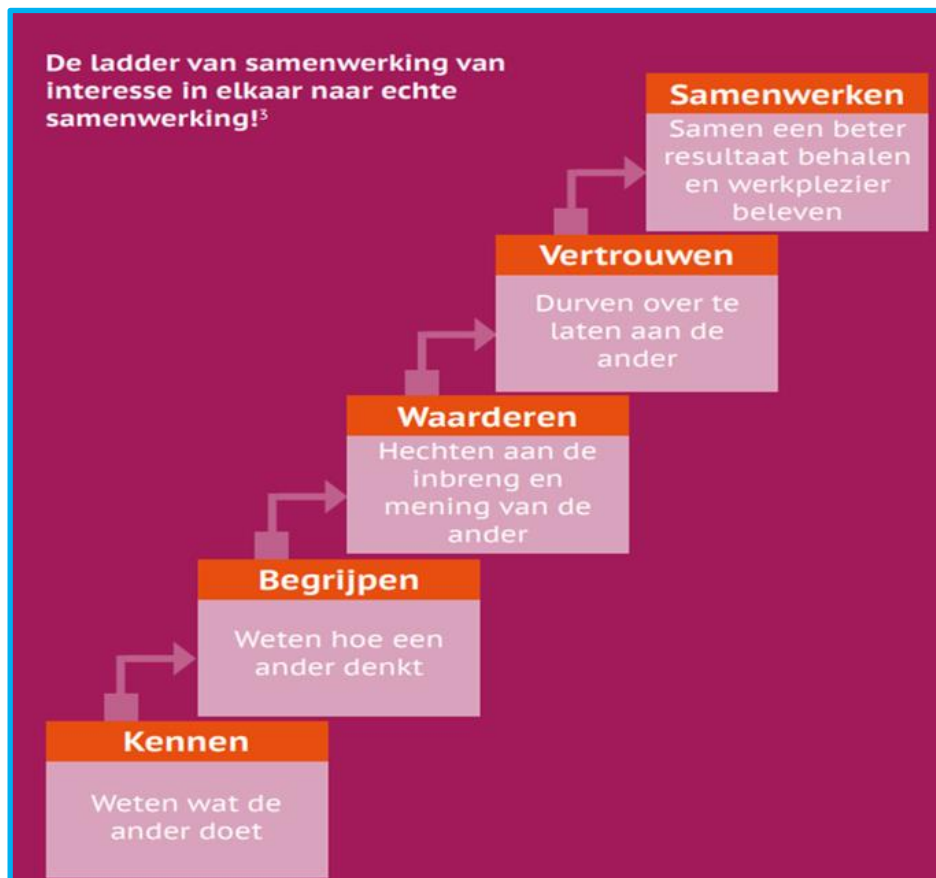 De ladder van samenwerking van
interesse in elkaar naar echte
samenwerking!³
Samenwerken
Samen een beter
resultaat behalen
en werkplezier
beleven
Vertrouwen
Durven over te
laten aan de
ander
Waarderen
Hechten aan de
inbreng en
mening van de
ander
Begrijpen
Weten hoe een
ander denkt
Kennen
Weten wat de
ander doet